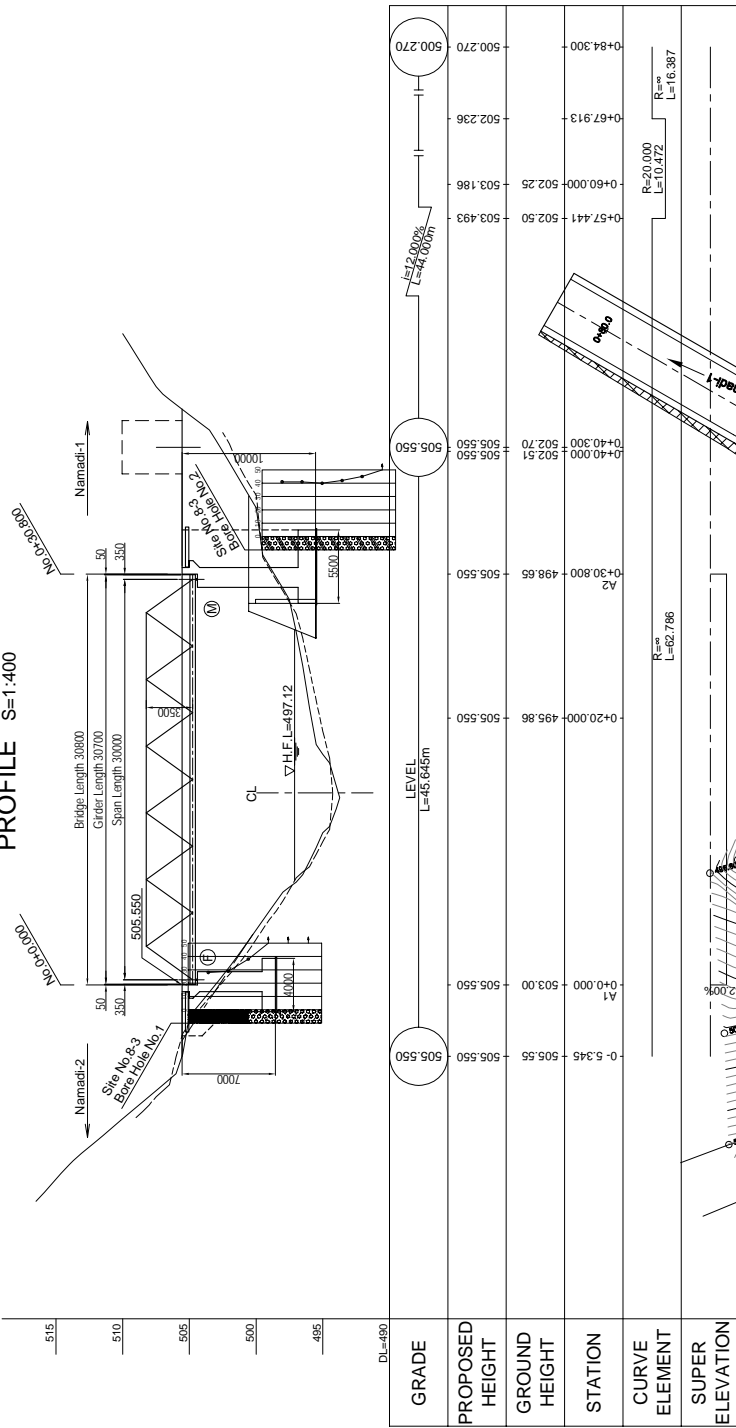 PROFILE S=1:400
No.0+0.000
No.0+30.800
Bridge Length 30800
50
Girder Length 30700
50
350
Span Length 30000
350
Namadi-2
Namadi-1
505.550
3500
Site No.8-3
Bore Hole No.1
Site No.8-3
Bore Hole No.2
F
M
7000
4000
10000
5500
CL
H.F.L=497.12
515
510
505
500
495
DL=490
GRADE
505.550
LEVEL
L=45.645m
505.550
i=12.000%
L=44.000m
500.270
PROPOSED HEIGHT
505.550
505.550
505.550
505.550
505.550
505.550
503.493
503.186
502.236
500.270
GROUND HEIGHT
505.55
503.00
495.86
498.65
502.51
502.70
502.50
502.25
STATION
0-5.345
0+0.000
A1
0+20.000
0+30.800
A2
0+40.000
0+40.300
0+57.441
0+60.000
0+67.913
0+84.300
CURVE ELEMENT
R=∞
L=62.786
R=20.000
L=10.472
R=∞
L=16.387
SUPER ELEVATION
0+80.0